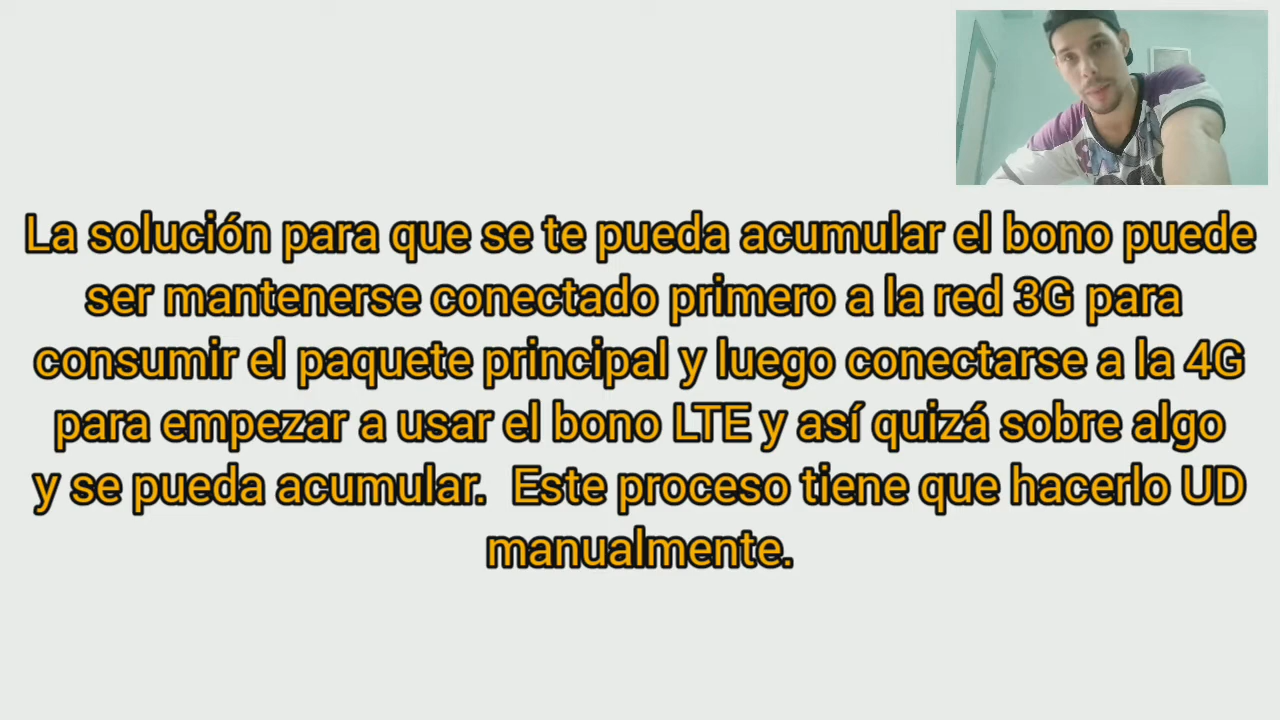 La solución para que se te pueda acumular el bono puede
ser mantenerse conectado primero a la red 3G para
consumir el paquete principal y luego conectarse a la 4G
para empezar a usar el bono LTE y así quizá sobre algo
y se pueda acumular.  Este proceso tiene que hacerlo UD
manualmente.